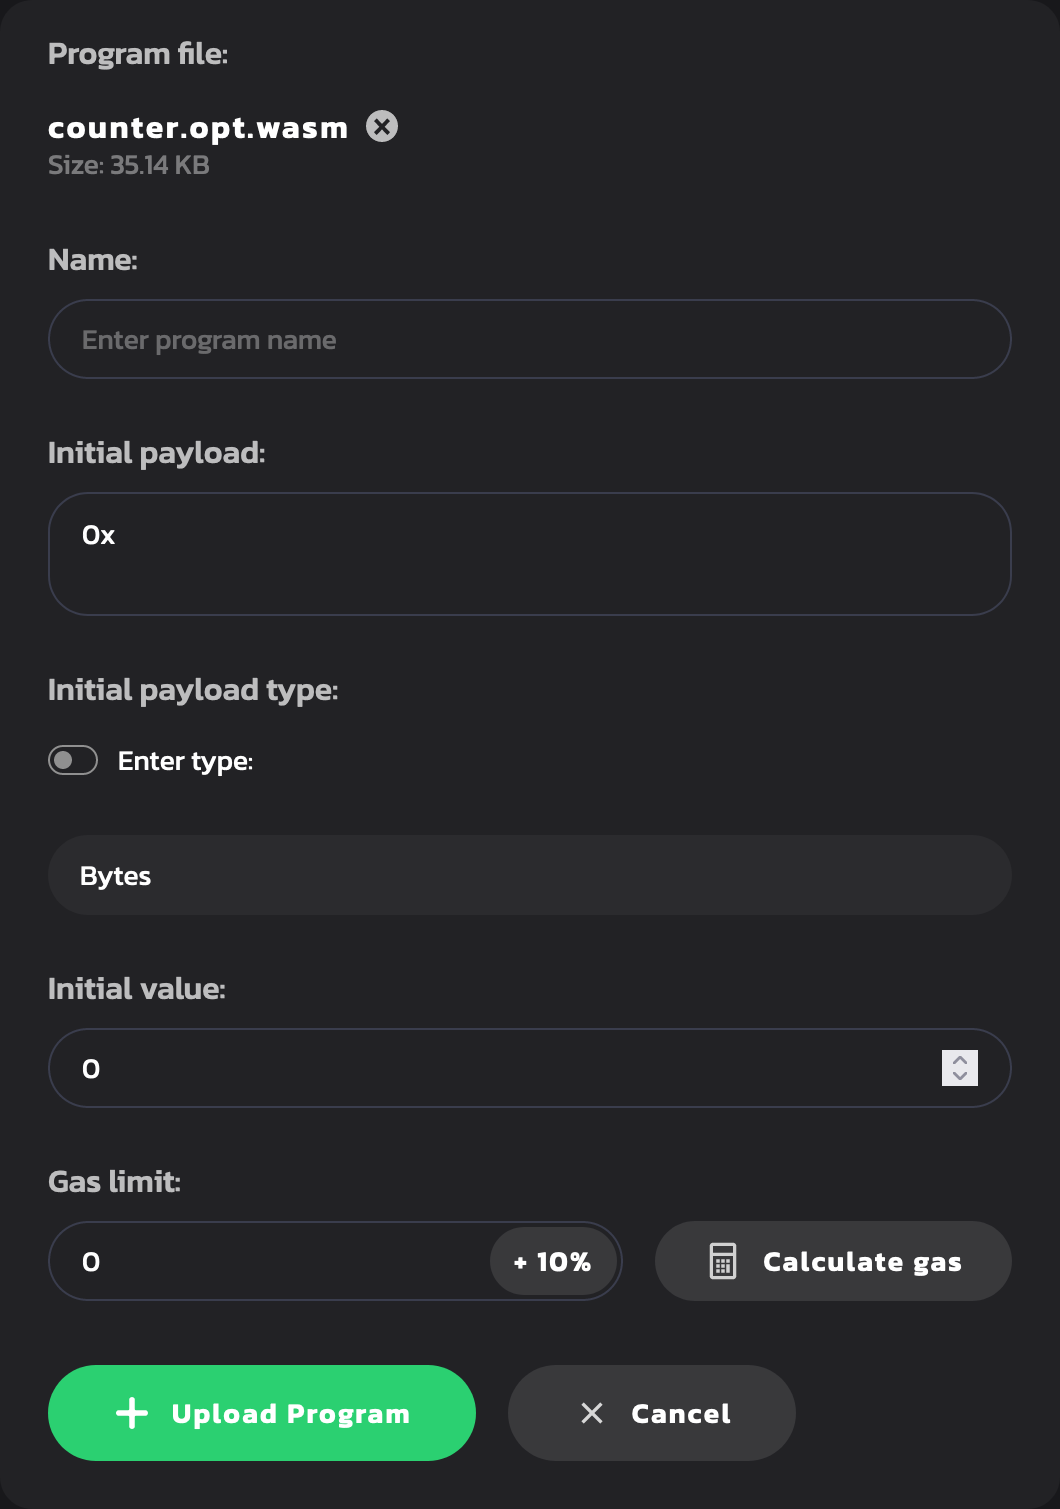 Program file:
counter.opt.wasm
Size: 35.14 KB
Name:
Enter program name
Initial payload:
0x
Initial payload type:
Enter type:
Bytes
Initial value:
0
Gas limit:
0 + 10% Calculate gas
Upload Program Cancel